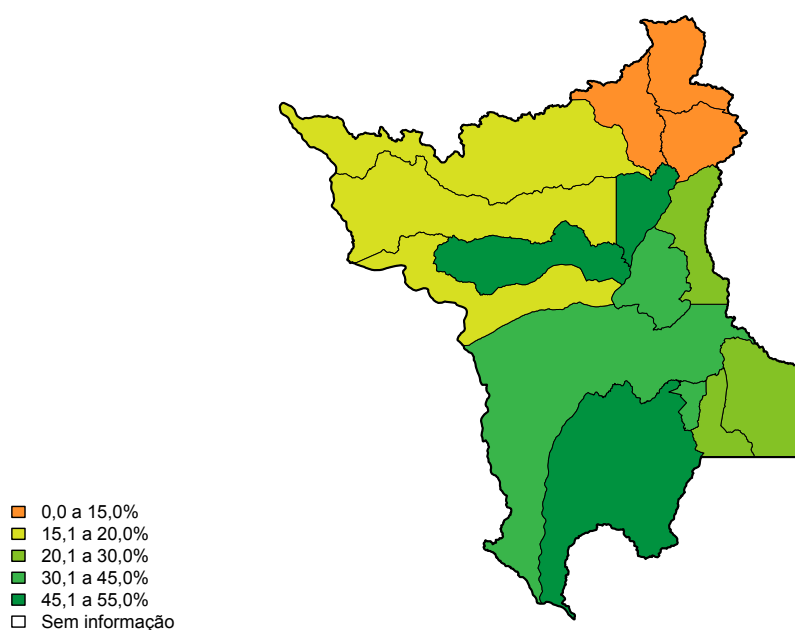 0,0 a 15,0%
15,1 a 20,0%
20,1 a 30,0%
30,1 a 45,0%
45,1 a 55,0%
Sem informação